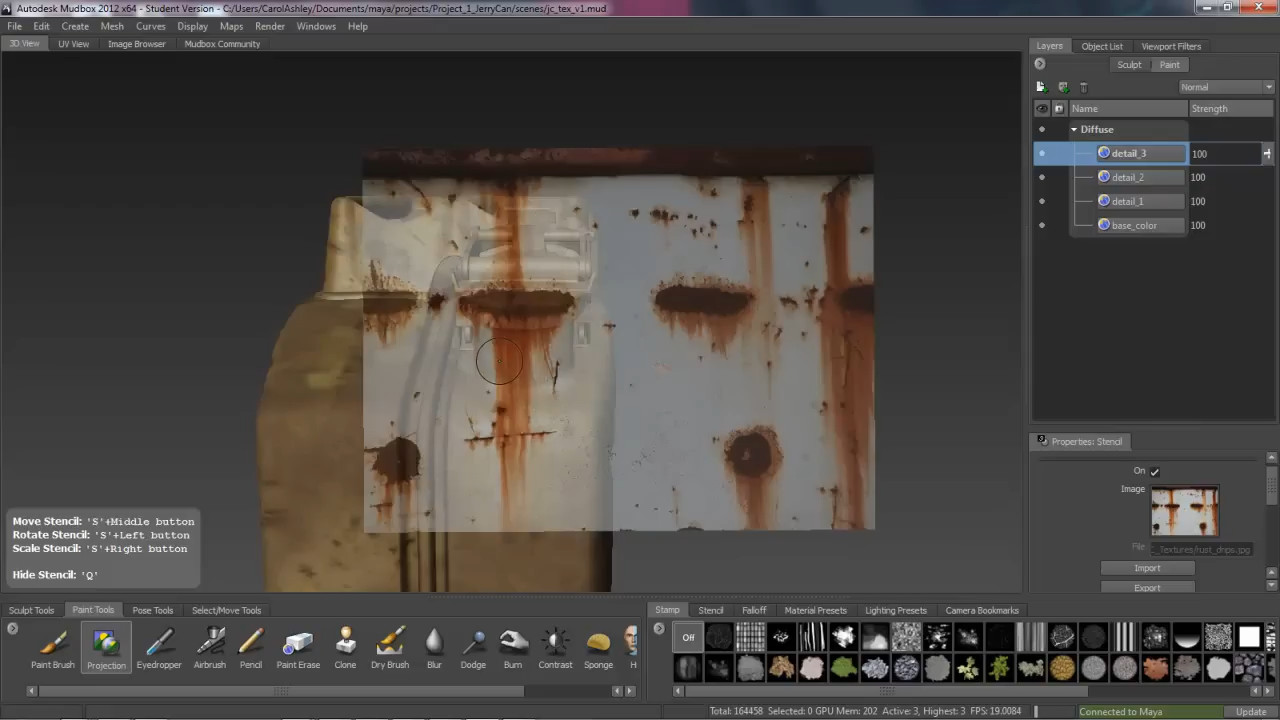 Autodesk Mudbox 2012 x64 - Student Version - C:/Users/CarolAshley/Documents/maya/projects/Project_1_JerryCan/scenes/jc_tex_v1.mud
File Edit Create Mesh Curves Display Maps Render Windows Help
3D View UV View Image Browser Mudbox Community
Layers Object List Viewport Filters
Sculpt Paint
Normal
Name Strength
Diffuse
detail_3 100
detail_2 100
detail_1 100
base_color 100
Properties: Stencil
On
Image
File :_Textures/rust_drips.jpg
Import
Export
Move Stencil: 'S'+Middle button
Rotate Stencil: 'S'+Left button
Scale Stencil: 'S'+Right button
Hide Stencil: 'Q'
Sculpt Tools Paint Tools Pose Tools Select/Move Tools
Paint Brush Projection Eyedropper Airbrush Pencil Paint Erase Clone Dry Brush Blur Dodge Burn Contrast Sponge H
Stamp Stencil Falloff Material Presets Lighting Presets Camera Bookmarks
Off
Total: 164458 Selected: 0 GPU Mem: 202 Active: 3, Highest: 3 FPS: 19.0084
Connected to Maya
Update